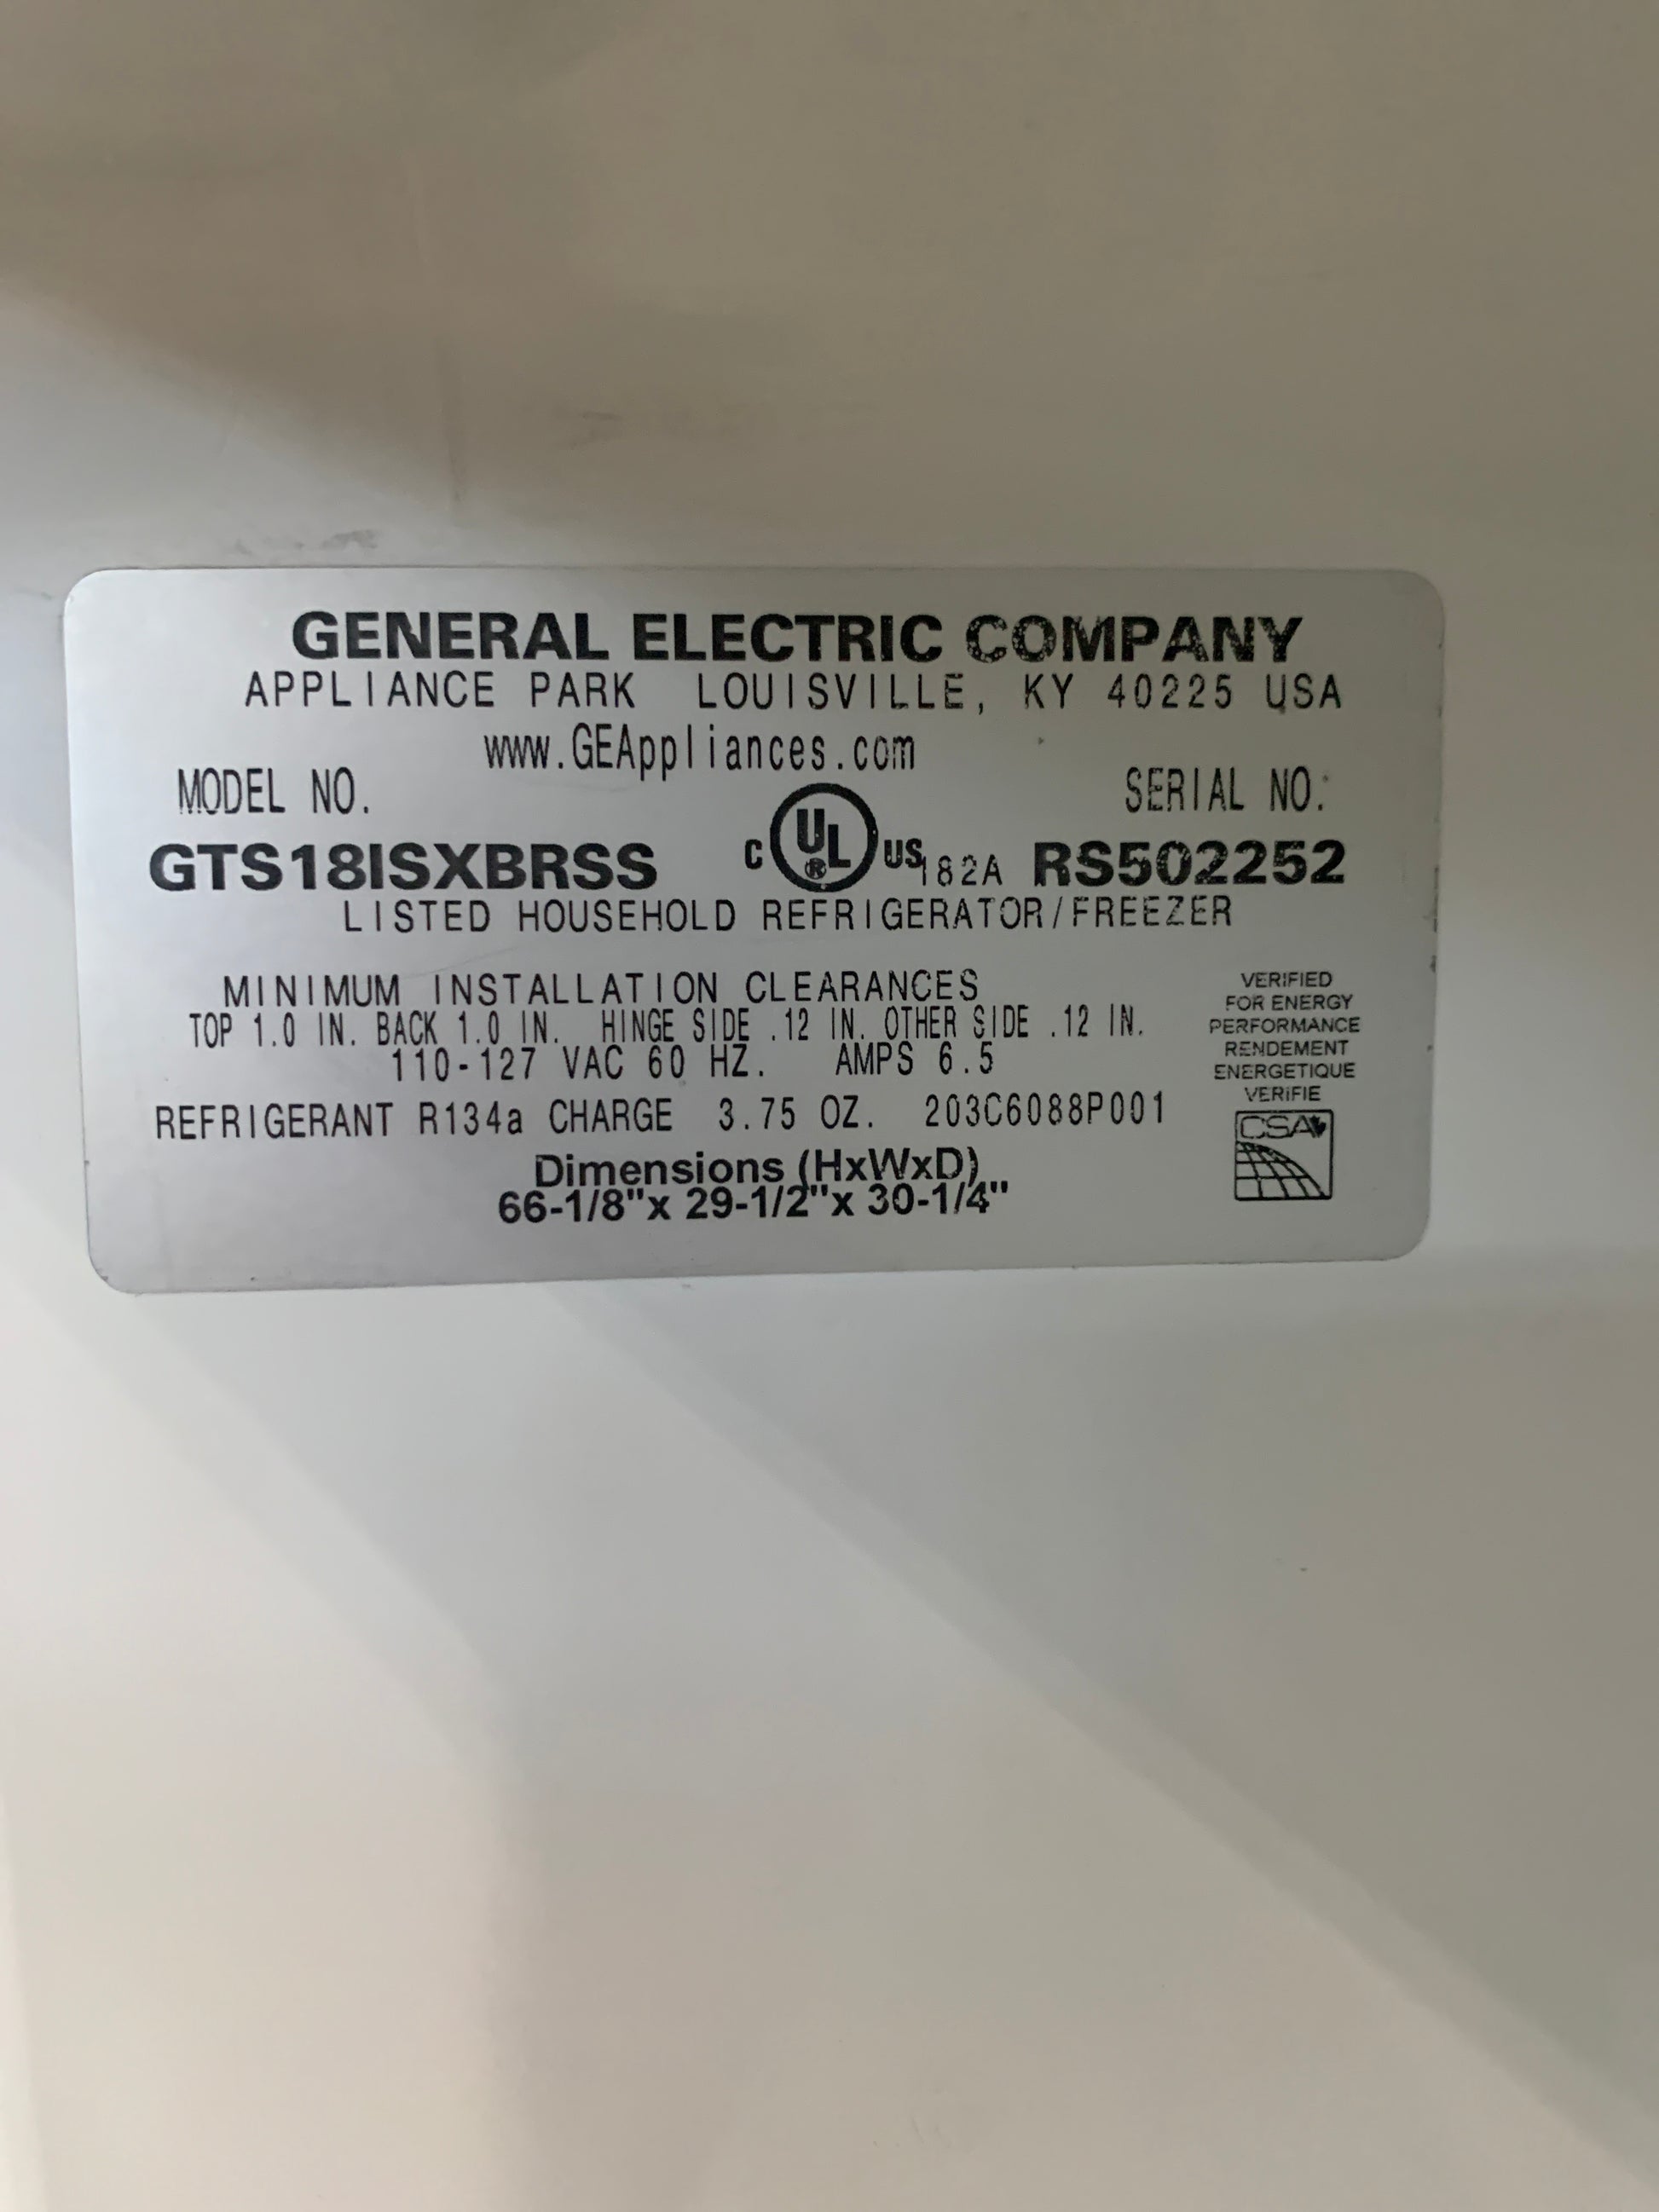 GENERAL ELECTRIC COMPANY
APPLIANCE PARK LOUISVILLE, KY 40225 USA
www.GEAppliances.com
MODEL NO.
SERIAL NO:
GTS18ISXBRSS
C UL ® US 182A
RS502252
LISTED HOUSEHOLD REFRIGERATOR/FREEZER
MINIMUM INSTALLATION CLEARANCES
TOP 1.0 IN. BACK 1.0 IN. HINGE SIDE .12 IN. OTHER SIDE .12 IN.
110-127 VAC 60 HZ. AMPS 6.5
REFRIGERANT R134a CHARGE 3.75 OZ. 203C6088P001
Dimensions (HxWxD)
66-1/8"x 29-1/2"x 30-1/4"
VERIFIED
FOR ENERGY
PERFORMANCE
RENDEMENT
ENERGETIQUE
VERIFIE
CSA